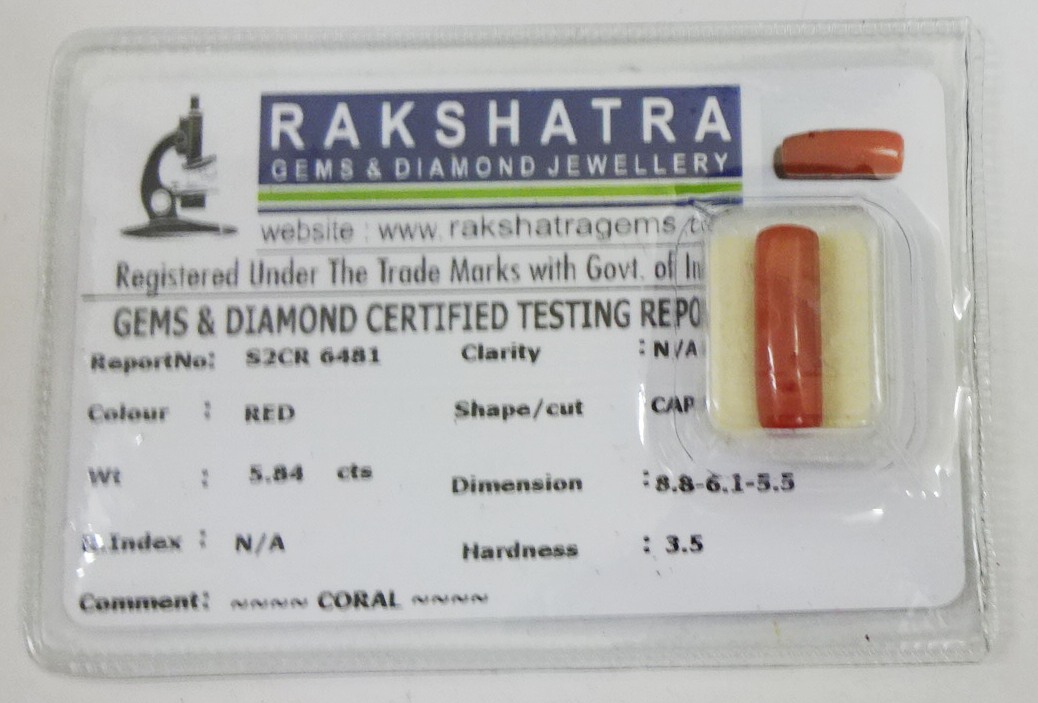 RAKSHATRA
GEMS & DIAMOND JEWELLERY
website : www.rakshatragems
Registered Under The Trade Marks with Govt. of In
GEMS & DIAMOND CERTIFIED TESTING REPO
ReportNo: S2CR 6481 Clarity : N/A
Colour : RED Shape/cut CAP
Wt : 5.84 cts Dimension : 8.8-6.1-5.5
R.Index : N/A Hardness : 3.5
Comment: ~~~~ CORAL ~~~~